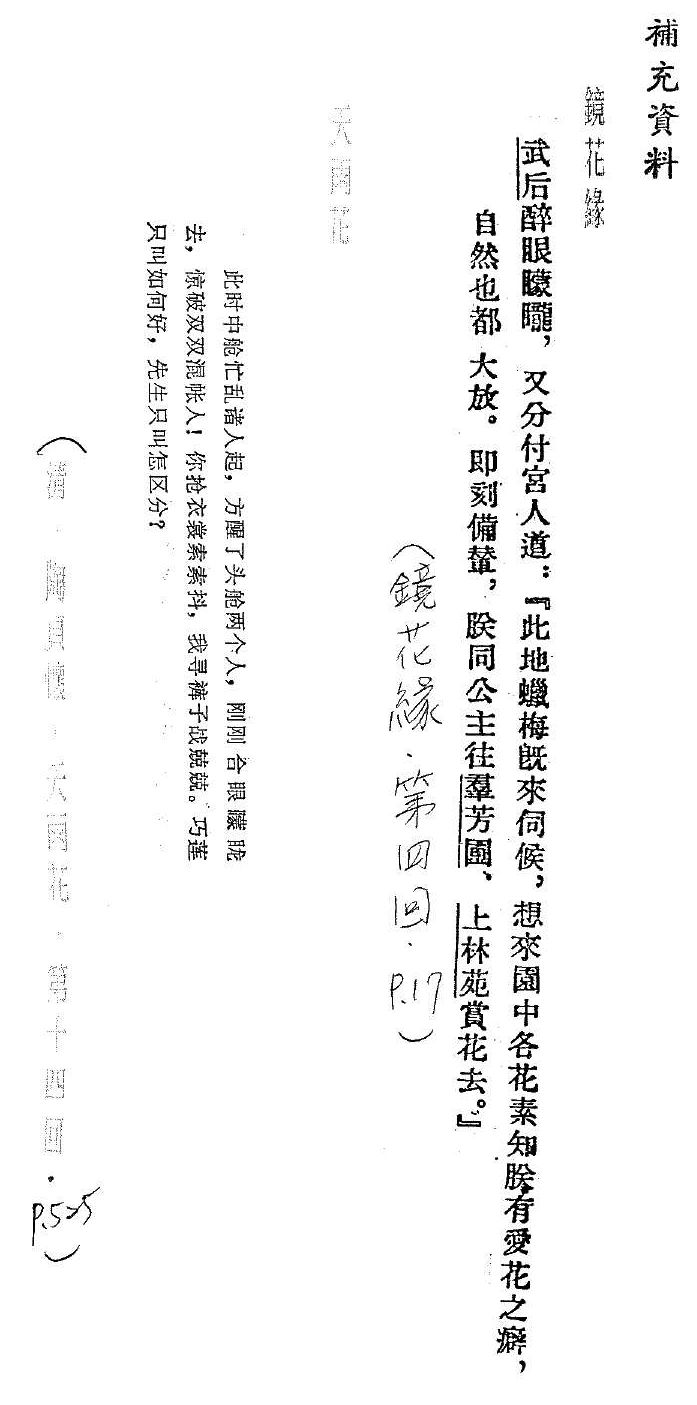 補充資料
鏡花緣
武后醉眼矇矓，又分付宮人道：『此地蠟梅既來伺候，想來園中各花素知朕有愛花之癖，
自然也都大放。即刻備輦，朕同公主往羣芳圃、上林苑賞花去。』
（鏡花緣．第四回．P.17）
天雨花
此时中舱忙乱诸人起，方醒了头舱两个人，刚刚合眼朦胧
去，惊破双双混帐人！你抢衣裳索索抖，我寻裤子战兢兢。巧莲
只叫如何好，先生只叫怎区分？
（清．陶貞懷．天雨花．第十四回．P.525）